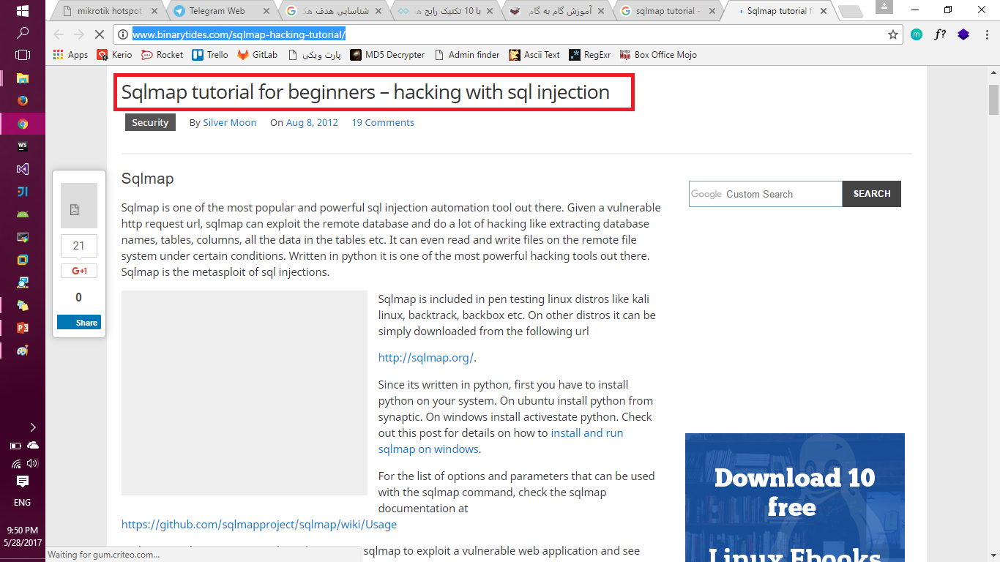 mikrotik hotspot
Telegram Web
شناسایی هدف هک
با 10 تکنیک رایج ه
آموزش گام به گام
sqlmap tutorial -
Sqlmap tutorial f
www.binarytides.com/sqlmap-hacking-tutorial/
m
f?
Apps
Kerio
Rocket
Trello
GitLab
پارت ویکی
MD5 Decrypter
Admin finder
Ascii Text
RegExr
Box Office Mojo
Sqlmap tutorial for beginners – hacking with sql injection
Security
By Silver Moon
On Aug 8, 2012
19 Comments
Sqlmap
Sqlmap is one of the most popular and powerful sql injection automation tool out there. Given a vulnerable
http request url, sqlmap can exploit the remote database and do a lot of hacking like extracting database
names, tables, columns, all the data in the tables etc. It can even read and write files on the remote file
system under certain conditions. Written in python it is one of the most powerful hacking tools out there.
Sqlmap is the metasploit of sql injections.
Sqlmap is included in pen testing linux distros like kali
linux, backtrack, backbox etc. On other distros it can be
simply downloaded from the following url
http://sqlmap.org/.
Since its written in python, first you have to install
python on your system. On ubuntu install python from
synaptic. On windows install activestate python. Check
out this post for details on how to install and run
sqlmap on windows.
For the list of options and parameters that can be used
with the sqlmap command, check the sqlmap
documentation at
https://github.com/sqlmapproject/sqlmap/wiki/Usage
sqlmap to exploit a vulnerable web application and see
21
G+1
0
Share
Google Custom Search
SEARCH
Download 10
free
Linux Ebooks
WS
ENG
9:50 PM
5/28/2017
Waiting for gum.criteo.com...